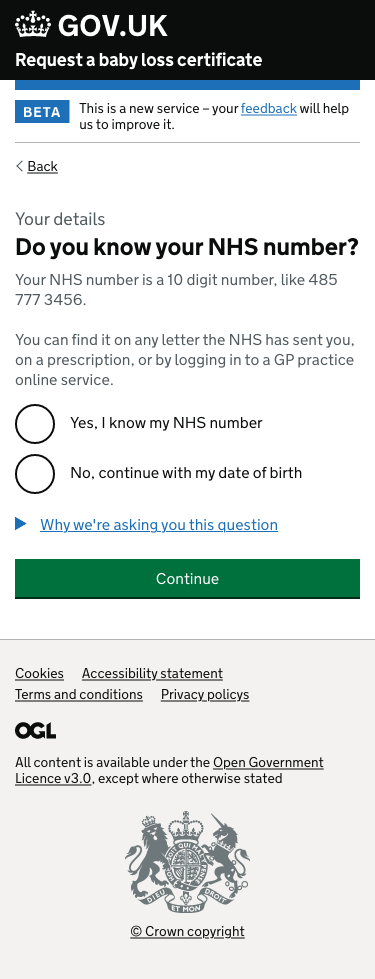 GOV.UK
Request a baby loss certificate
BETA
This is a new service – your feedback will help
us to improve it.
Back
Your details
Do you know your NHS number?
Your NHS number is a 10 digit number, like 485
777 3456.
You can find it on any letter the NHS has sent you,
on a prescription, or by logging in to a GP practice
online service.
Yes, I know my NHS number
No, continue with my date of birth
Why we're asking you this question
Continue
Cookies Accessibility statement
Terms and conditions Privacy policys
OGL
All content is available under the Open Government
Licence v3.0, except where otherwise stated
DIEU ET MON DROIT
© Crown copyright